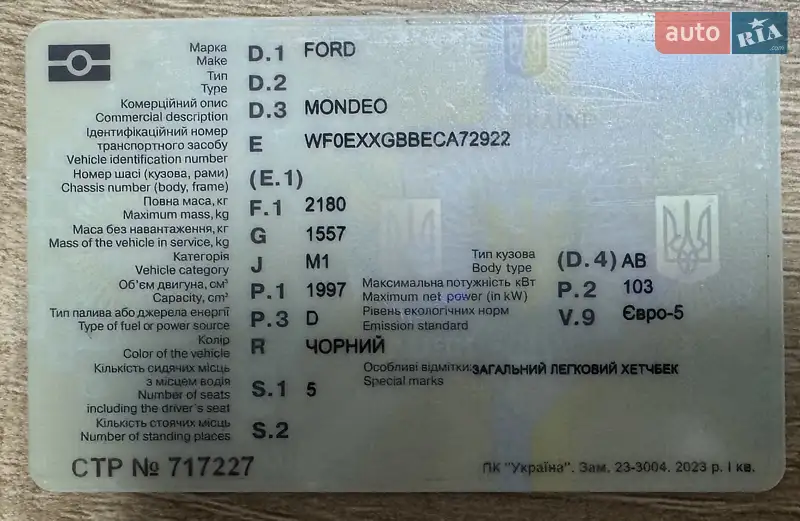 auto RIA .com
Марка
Make D.1 FORD
Тип
Type D.2
Комерційний опис
Commercial description D.3 MONDEO
Ідентифікаційний номер
транспортного засобу
Vehicle identification number E WF0EXXGBBECA72922
Номер шасі (кузова, рами)
Chassis number (body, frame) (E.1)
Повна маса, кг
Maximum mass, kg F.1 2180
Маса без навантаження, кг
Mass of the vehicle in service, kg G 1557
Категорія
Vehicle category J M1
Тип кузова
Body type (D.4) АВ
Об'єм двигуна, см³
Capacity, cm³ P.1 1997
Максимальна потужність кВт
Maximum net power (in kW) P.2 103
Тип палива або джерела енергії
Type of fuel or power source P.3 D
Рівень екологічних норм
Emission standard V.9 Євро-5
Колір
Color of the vehicle R ЧОРНИЙ
Кількість сидячих місць
з місцем водія
Number of seats
including the driver's seat S.1 5
Особливі відмітки: ЗАГАЛЬНИЙ ЛЕГКОВИЙ ХЕТЧБЕК
Special marks
Кількість стоячих місць
Number of standing places S.2
СТР № 717227
ПК "Україна". Зам. 23-3004. 2023 р. І кв.